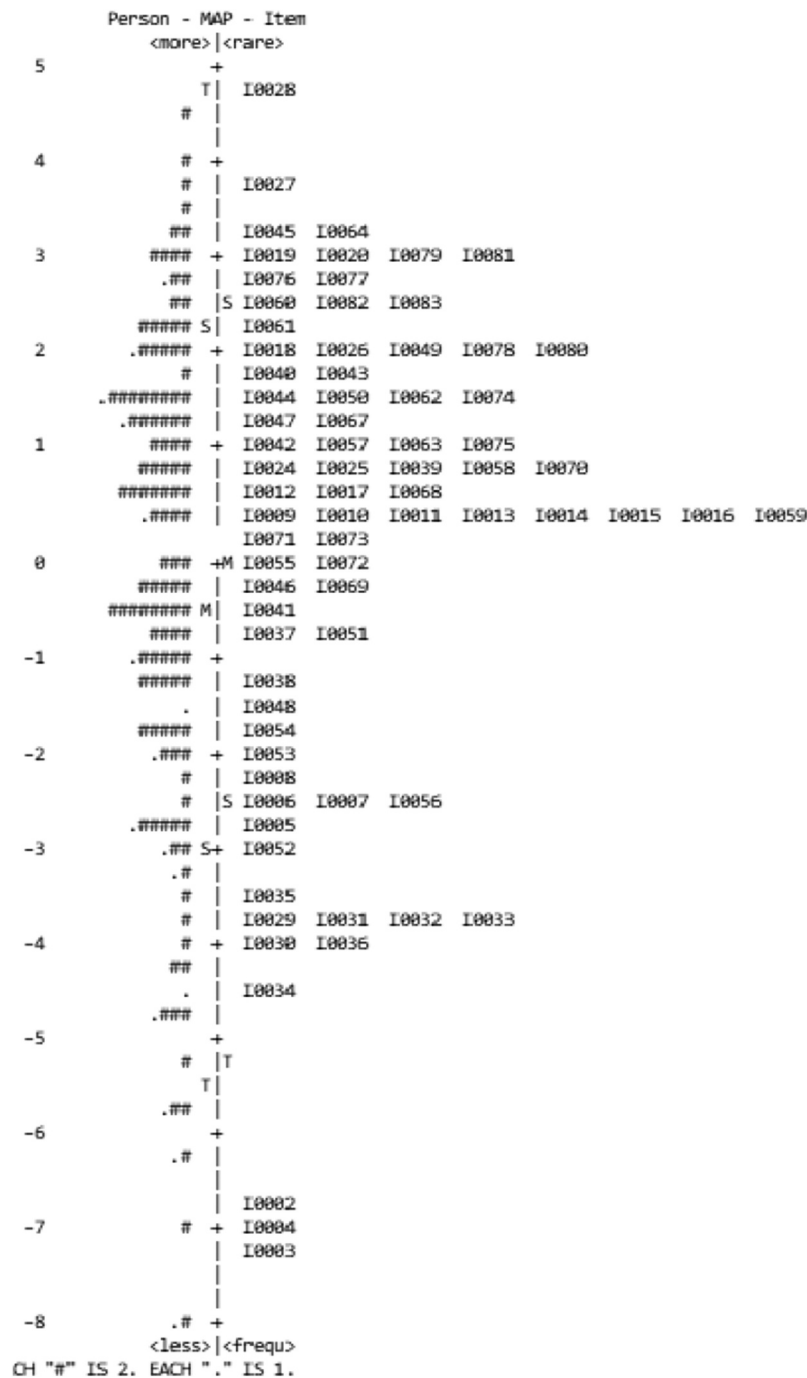 Person - MAP - Item
<more>|<rare>
5 +
T| I0028
# |
|
4 # +
# | I0027
# |
## | I0045 I0064
3 #### + I0019 I0020 I0079 I0081
.## | I0076 I0077
## |S I0060 I0082 I0083
##### S| I0061
2 .##### + I0018 I0026 I0049 I0078 I0080
# | I0040 I0043
.######## | I0044 I0050 I0062 I0074
.###### | I0047 I0067
1 #### + I0042 I0057 I0063 I0075
##### | I0024 I0025 I0039 I0058 I0070
####### | I0012 I0017 I0068
.#### | I0009 I0010 I0011 I0013 I0014 I0015 I0016 I0059
I0071 I0073
0 ### +M I0055 I0072
##### | I0046 I0069
######## M| I0041
#### | I0037 I0051
-1 .##### +
##### | I0038
. | I0048
##### | I0054
-2 .### + I0053
# | I0008
# |S I0006 I0007 I0056
.##### | I0005
-3 .## S+ I0052
.# |
# | I0035
# | I0029 I0031 I0032 I0033
-4 # + I0030 I0036
## |
. | I0034
.### |
-5 +
# |T
T|
.## |
-6 +
.# |
|
| I0002
-7 # + I0004
| I0003
|
|
-8 .# +
<less>|<frequ>
CH "#" IS 2. EACH "." IS 1.